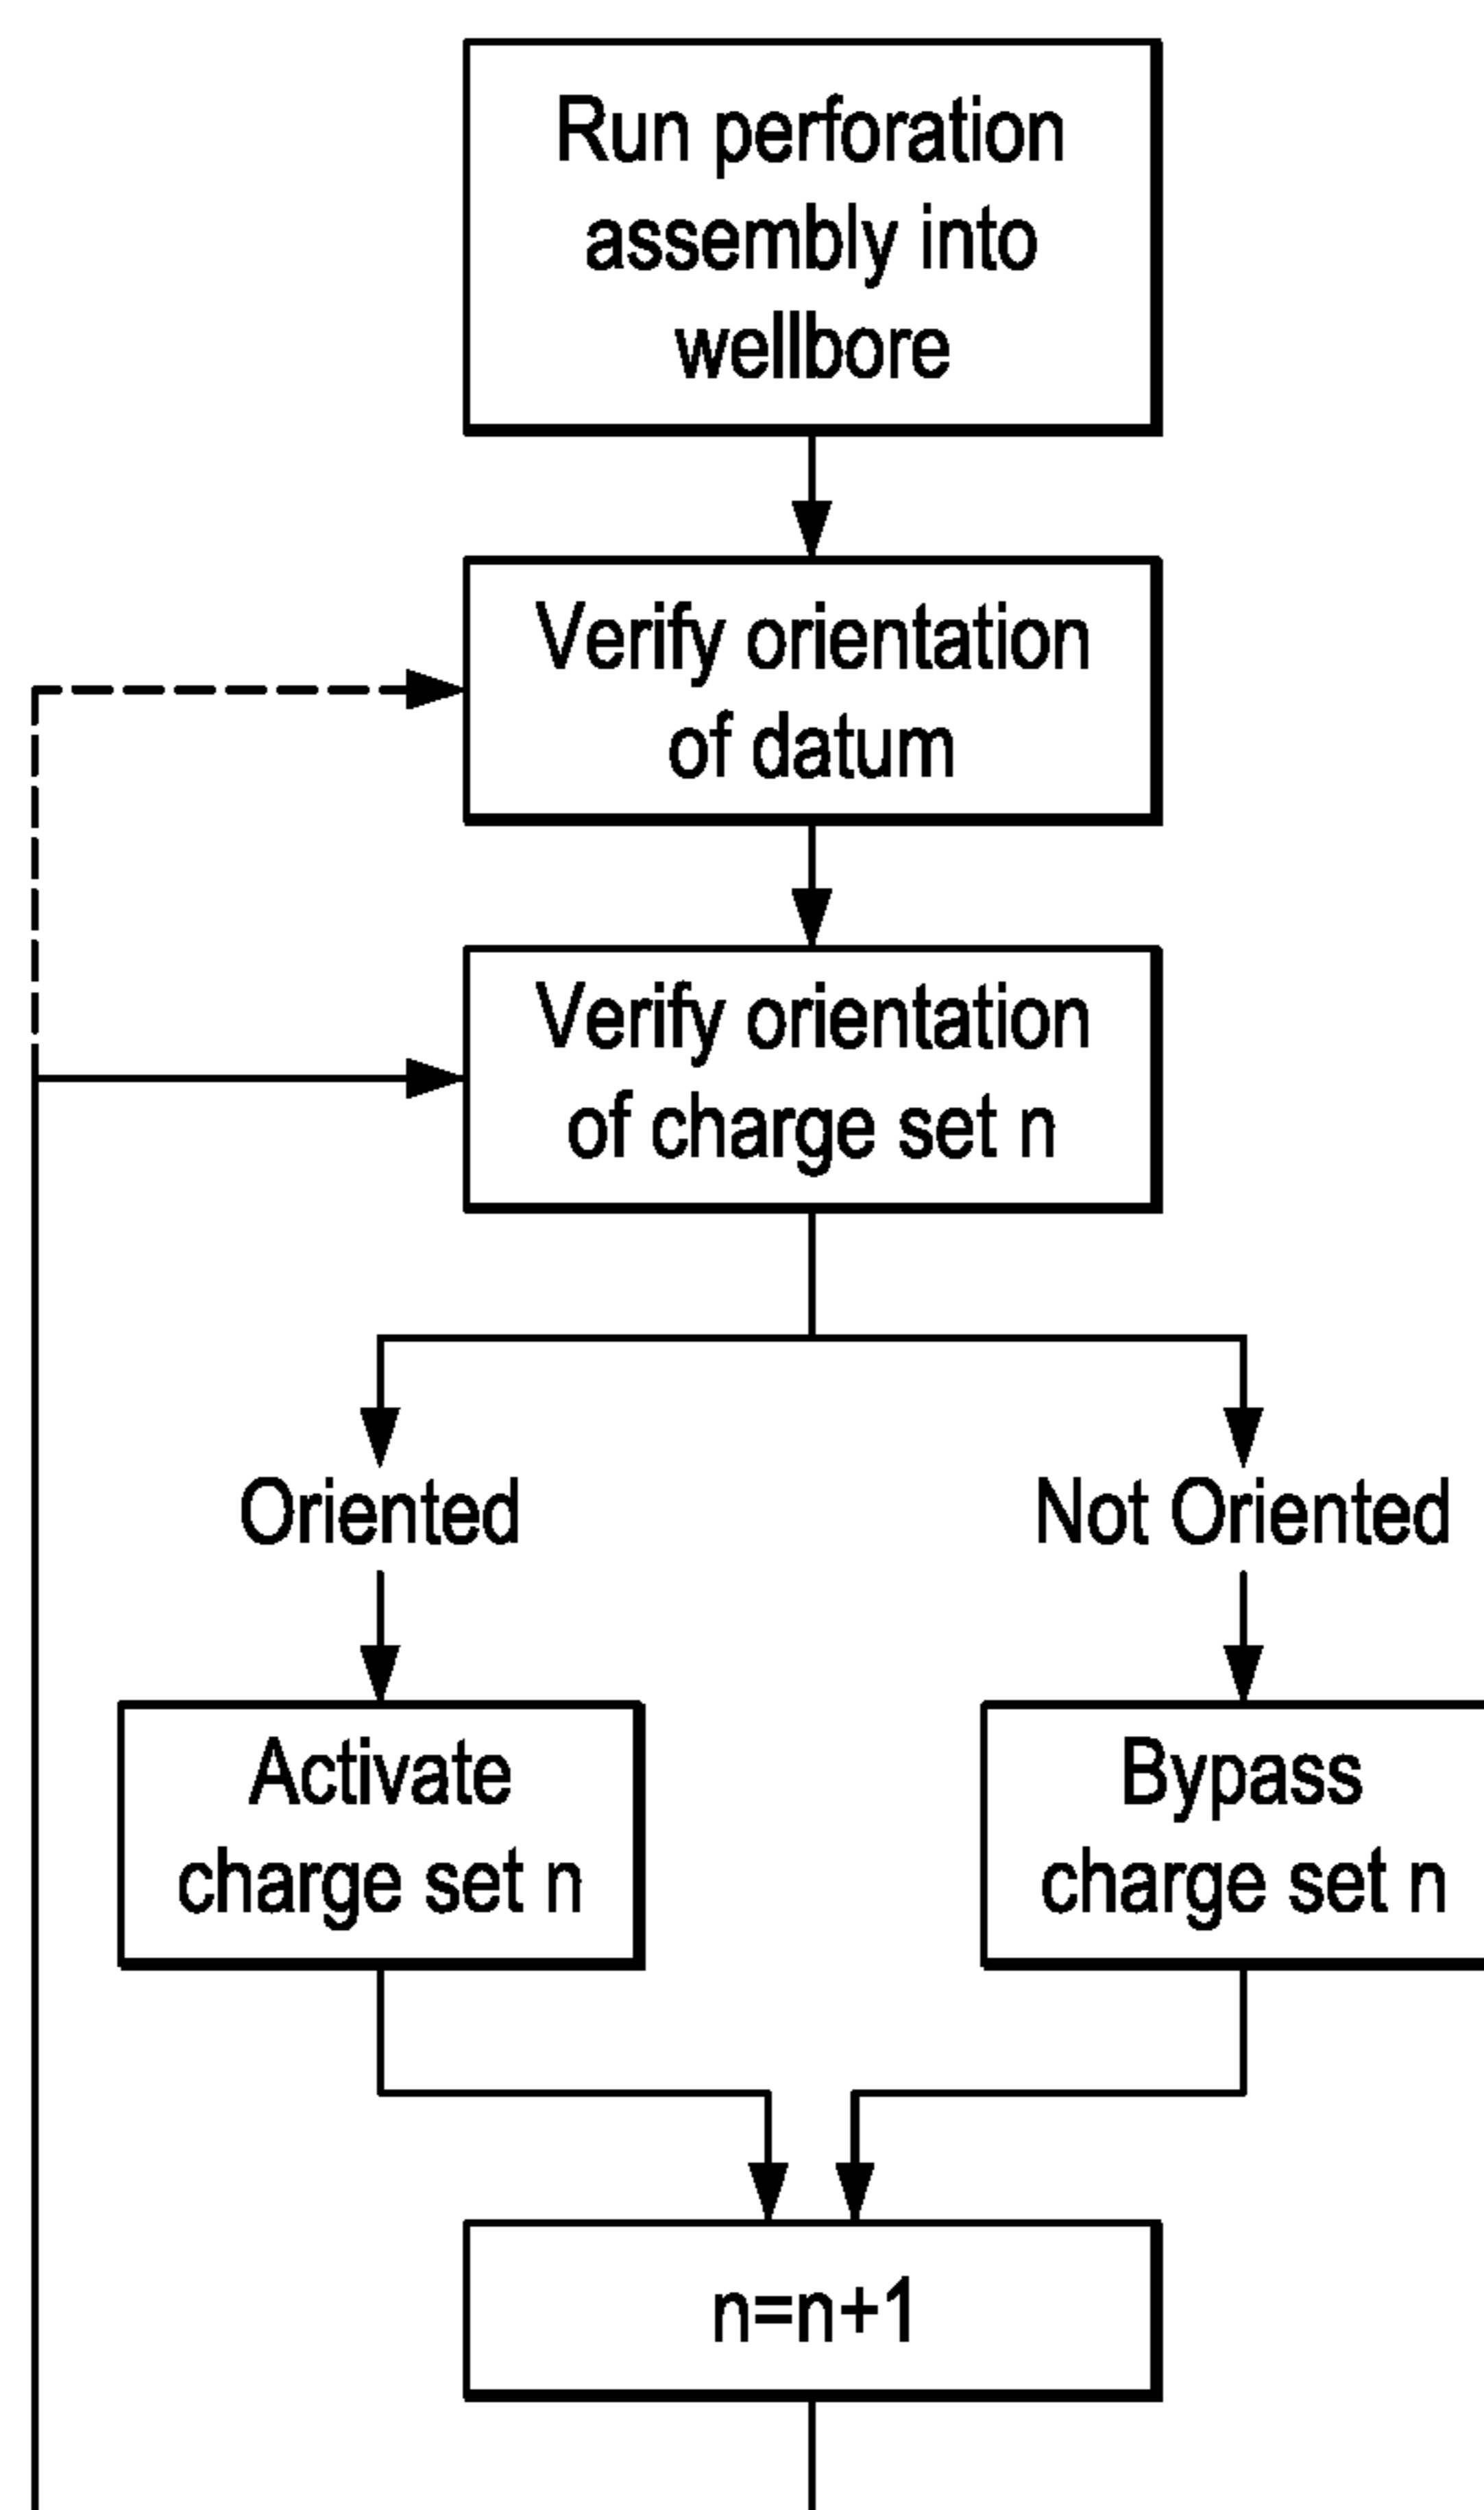 Run perforation
assembly into
wellbore
Verify orientation
of datum
Verify orientation
of charge set n
Oriented
Not Oriented
Activate
charge set n
Bypass
charge set n
n=n+1